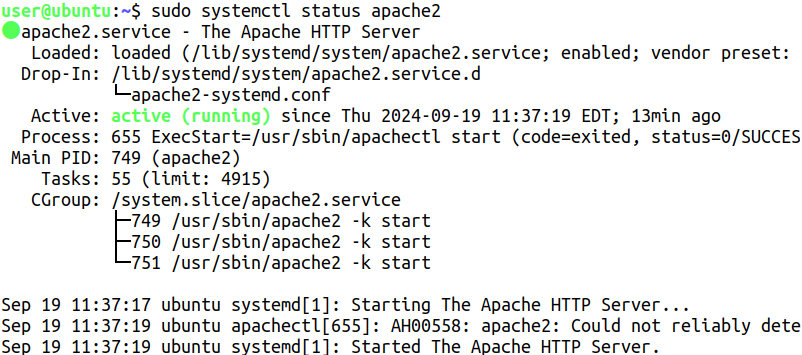 user@ubuntu:~$ sudo systemctl status apache2
●apache2.service - The Apache HTTP Server
   Loaded: loaded (/lib/systemd/system/apache2.service; enabled; vendor preset:
  Drop-In: /lib/systemd/system/apache2.service.d
           └─apache2-systemd.conf
   Active: active (running) since Thu 2024-09-19 11:37:19 EDT; 13min ago
  Process: 655 ExecStart=/usr/sbin/apachectl start (code=exited, status=0/SUCCES
 Main PID: 749 (apache2)
    Tasks: 55 (limit: 4915)
   CGroup: /system.slice/apache2.service
           ├─749 /usr/sbin/apache2 -k start
           ├─750 /usr/sbin/apache2 -k start
           └─751 /usr/sbin/apache2 -k start
Sep 19 11:37:17 ubuntu systemd[1]: Starting The Apache HTTP Server...
Sep 19 11:37:19 ubuntu apachectl[655]: AH00558: apache2: Could not reliably dete
Sep 19 11:37:19 ubuntu systemd[1]: Started The Apache HTTP Server.